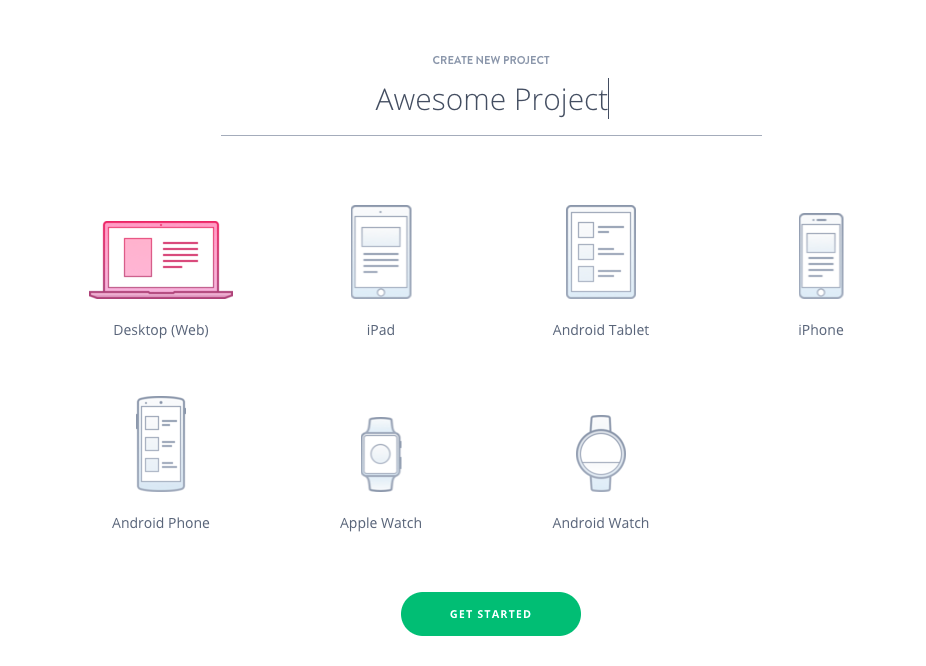 CREATE NEW PROJECT
Awesome Project
Desktop (Web)
iPad
Android Tablet
iPhone
Android Phone
Apple Watch
Android Watch
GET STARTED